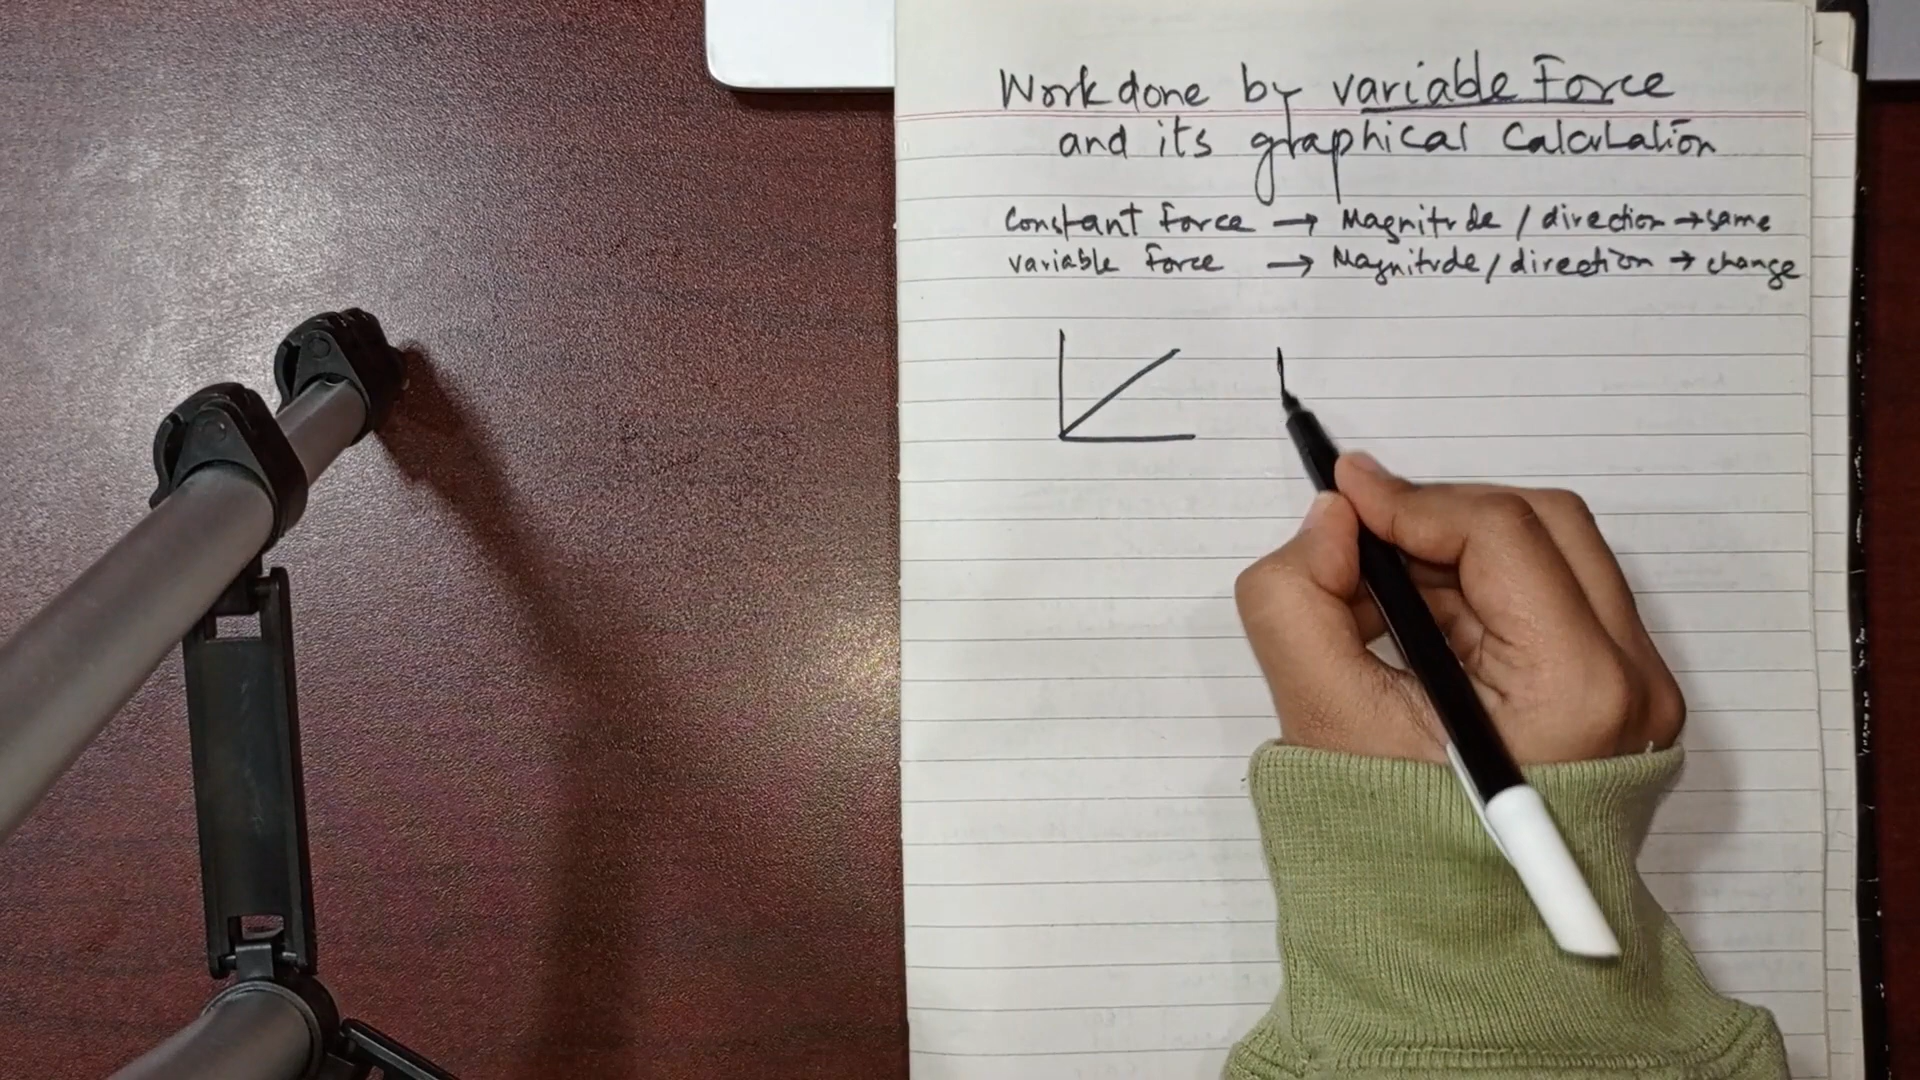 Work done by variable Force
and its graphical Calculation
Constant Force → Magnitude / direction → same
variable Force → Magnitude / direction → change